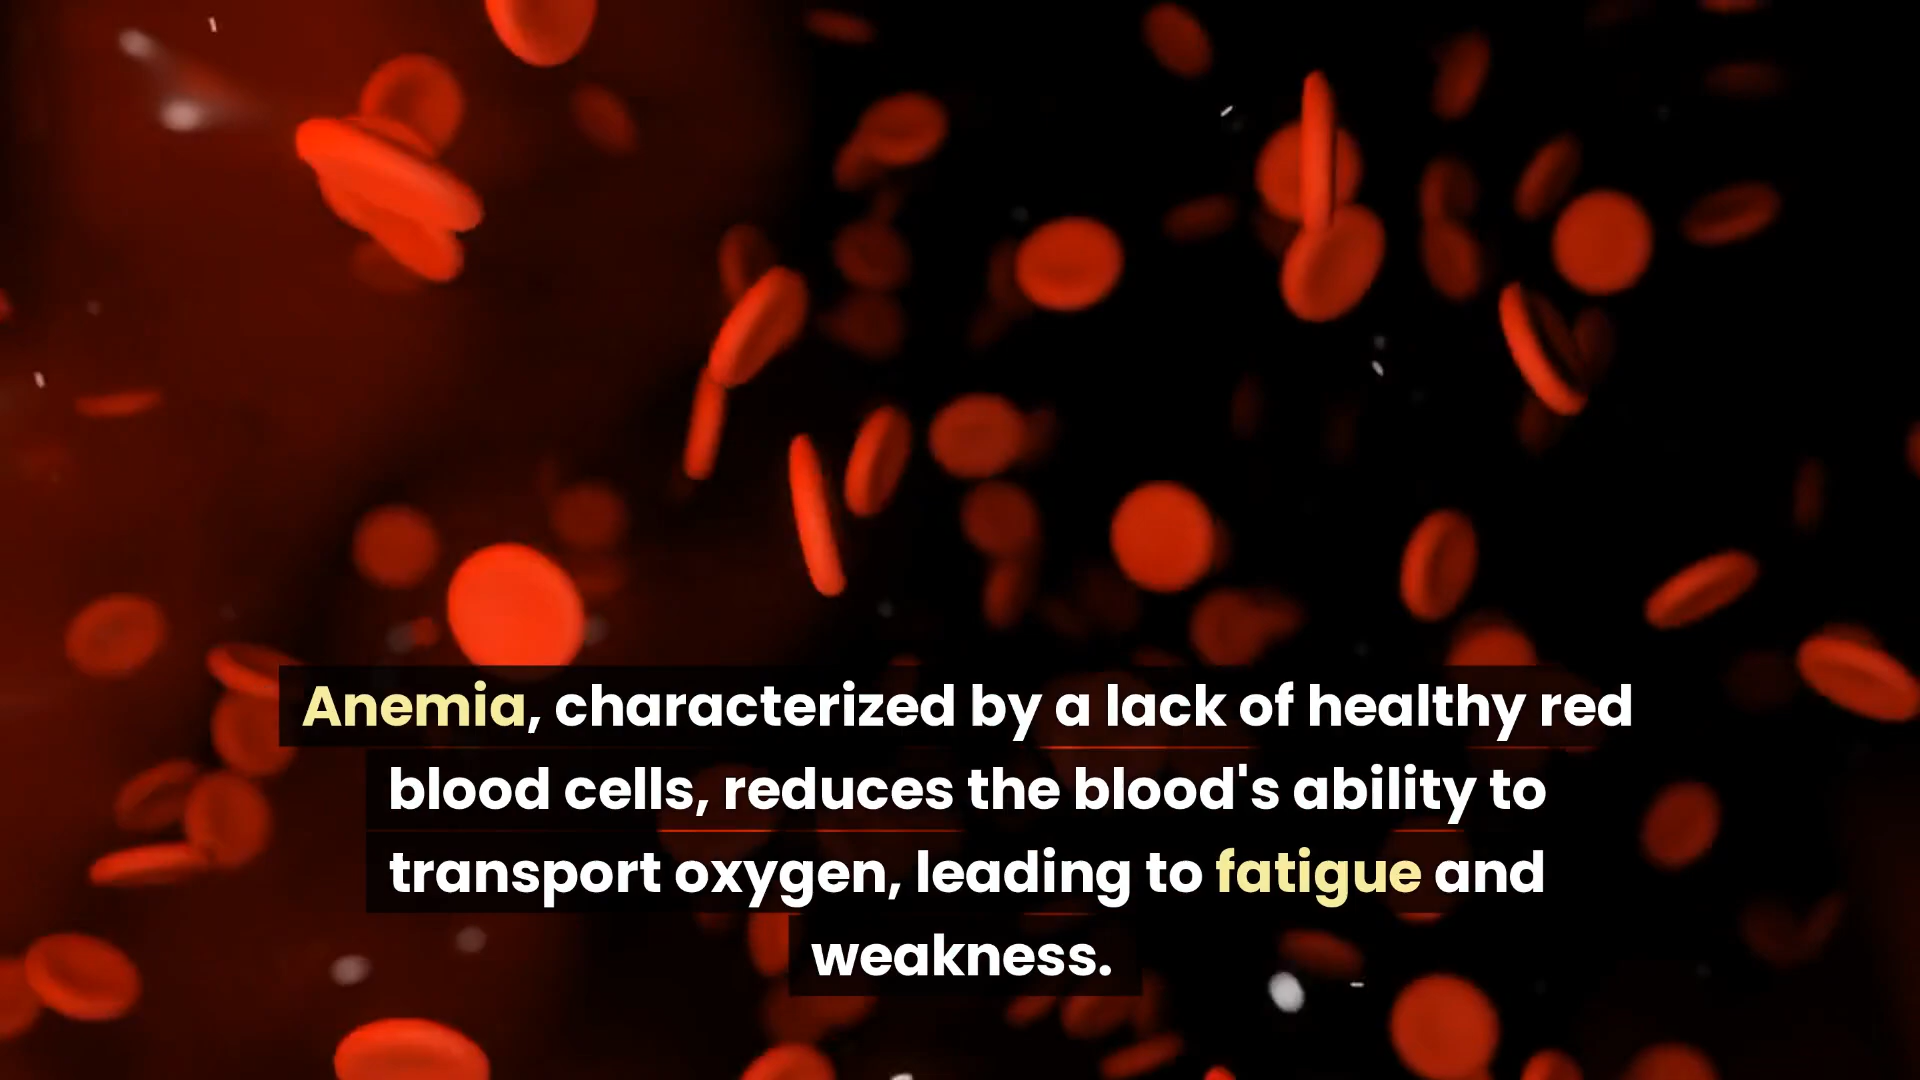 Anemia, characterized by a lack of healthy red
blood cells, reduces the blood's ability to
transport oxygen, leading to fatigue and
weakness.